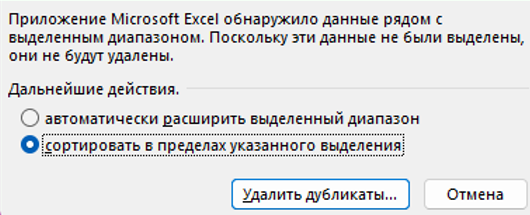 Приложение Microsoft Excel обнаружило данные рядом с
выделенным диапазоном. Поскольку эти данные не были выделены,
они не будут удалены.
Дальнейшие действия.
автоматически расширить выделенный диапазон
сортировать в пределах указанного выделения
Удалить дубликаты... Отмена